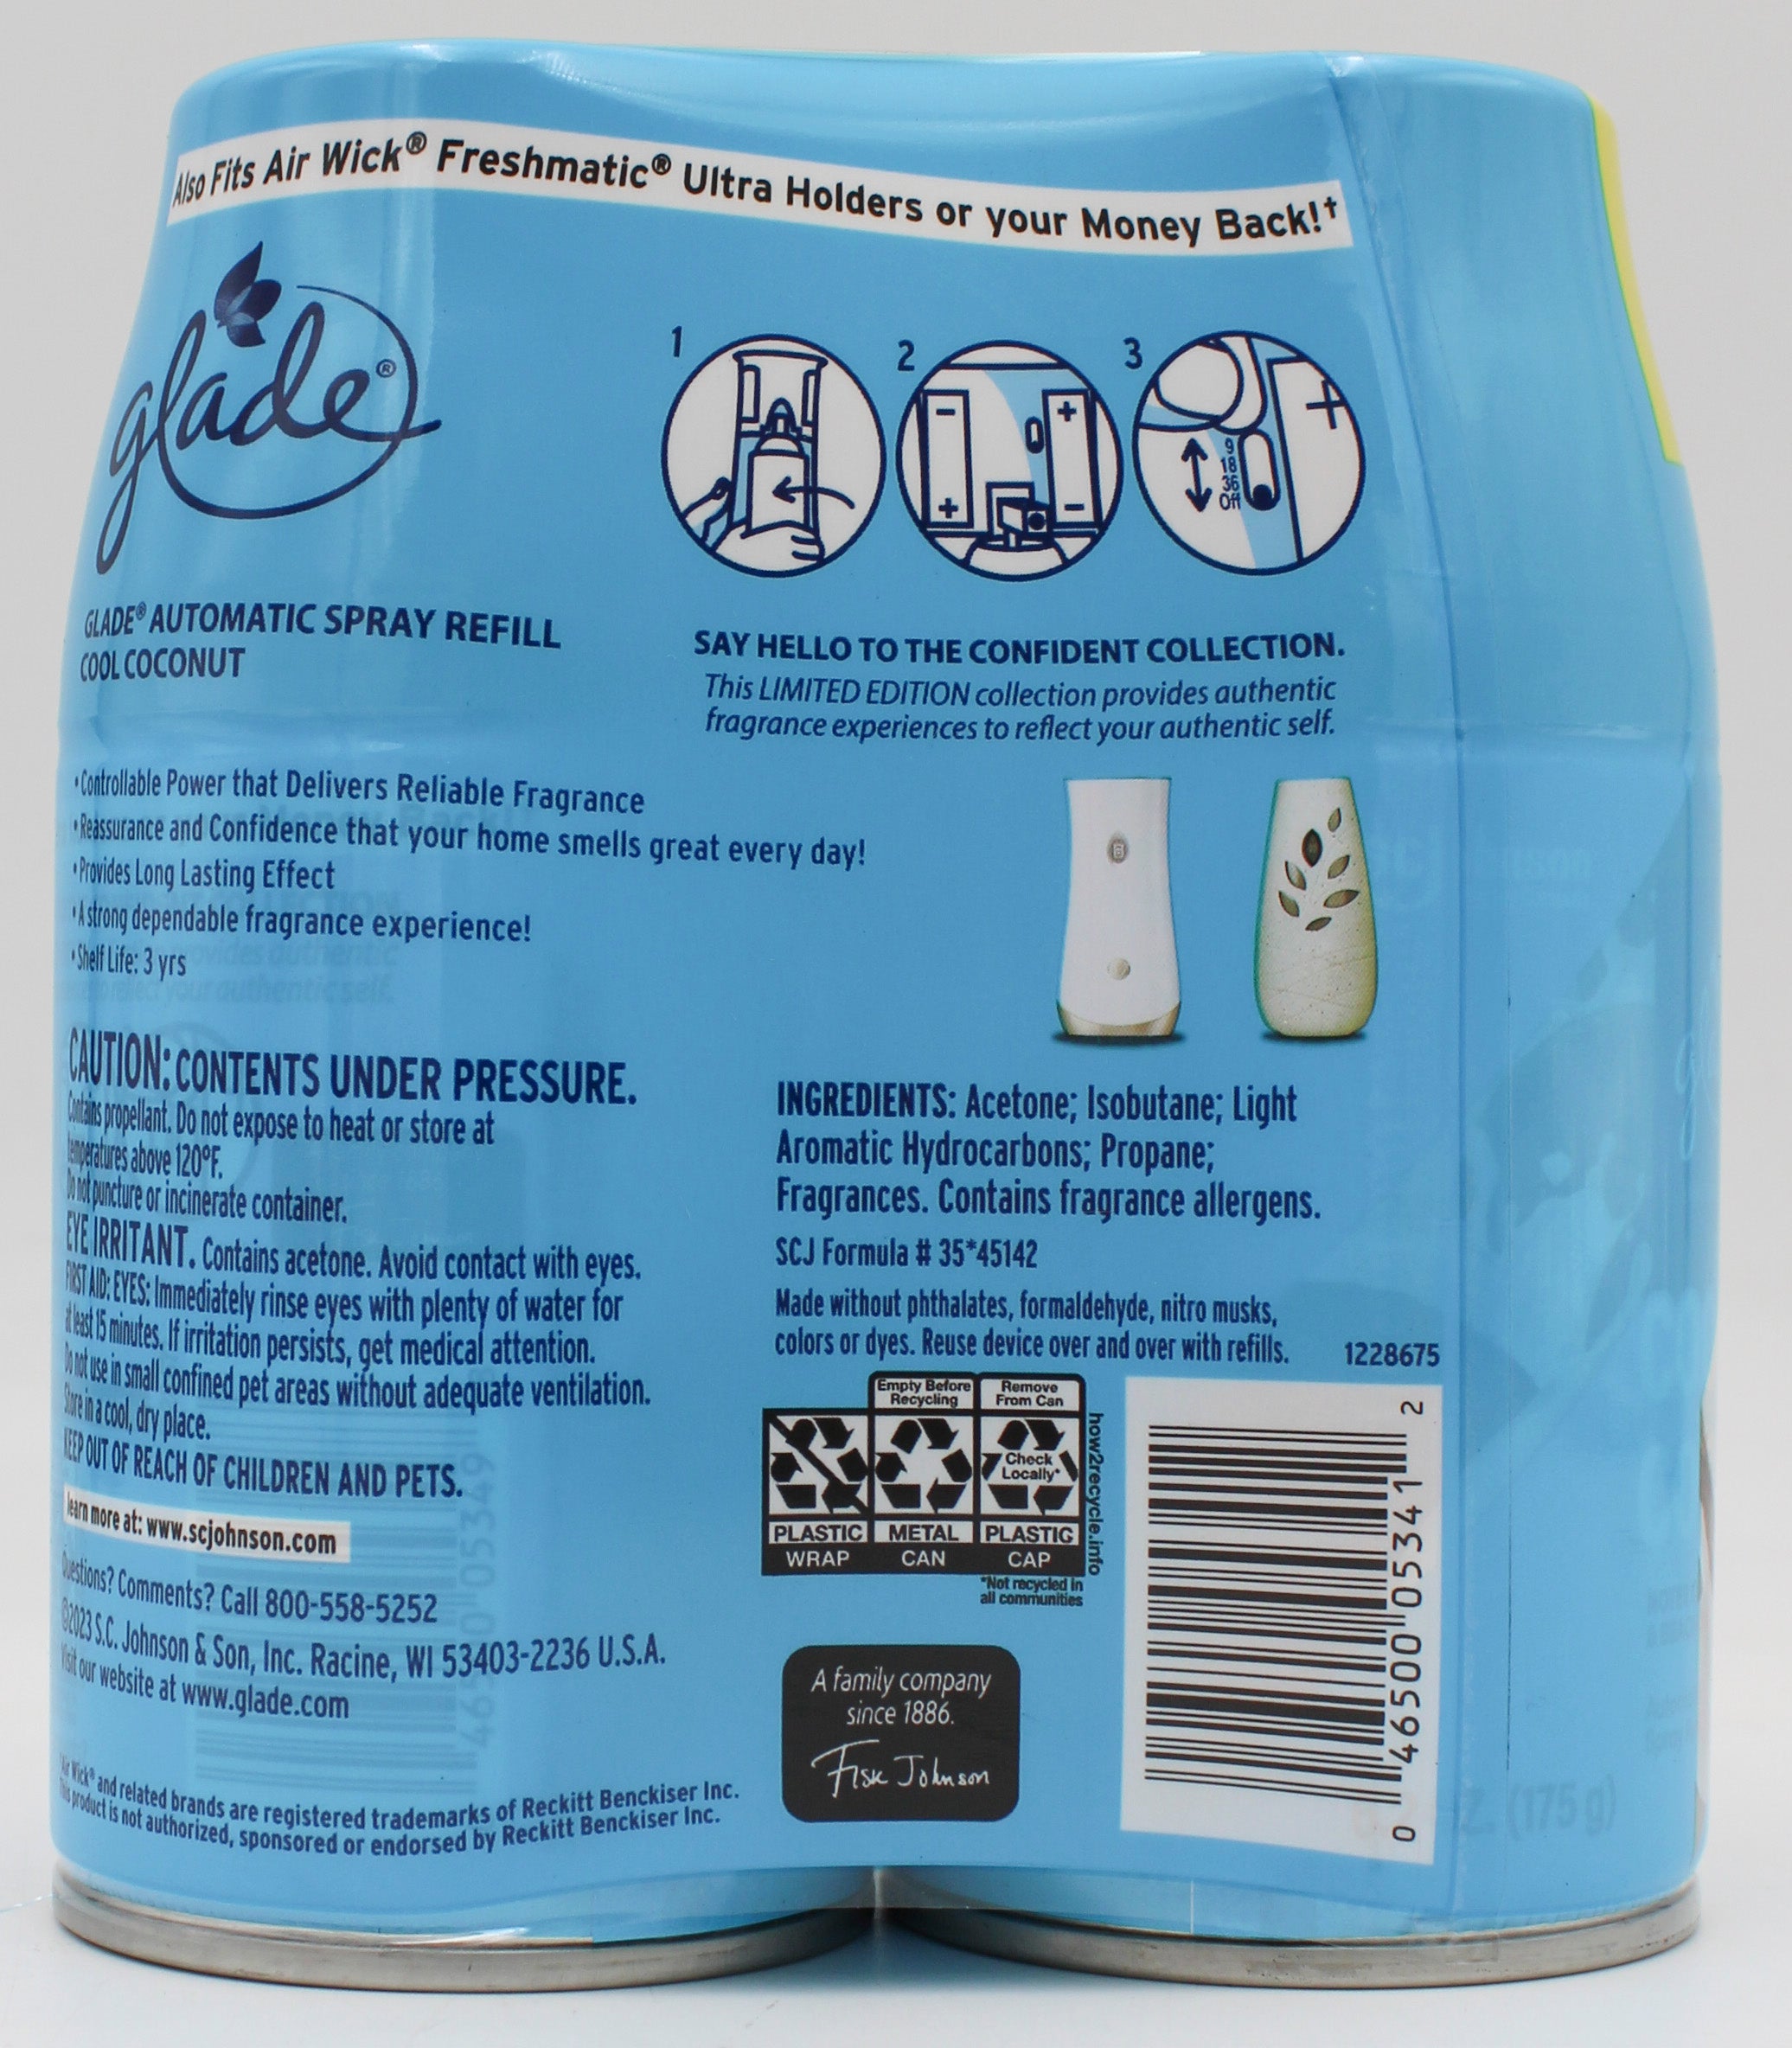 Also Fits Air Wick® Freshmatic® Ultra Holders or your Money Back!†
glade®
1
2
3
- +
+ -
+
9
18
36
Off
GLADE® AUTOMATIC SPRAY REFILL
COOL COCONUT
SAY HELLO TO THE CONFIDENT COLLECTION.
This LIMITED EDITION collection provides authentic
fragrance experiences to reflect your authentic self.
•Controllable Power that Delivers Reliable Fragrance
•Reassurance and Confidence that your home smells great every day!
•Provides Long Lasting Effect
•A strong dependable fragrance experience!
•Shelf Life: 3 yrs
CAUTION: CONTENTS UNDER PRESSURE.
Contains propellant. Do not expose to heat or store at
temperatures above 120°F.
Do not puncture or incinerate container.
EYE IRRITANT. Contains acetone. Avoid contact with eyes.
FIRST AID: EYES: Immediately rinse eyes with plenty of water for
at least 15 minutes. If irritation persists, get medical attention.
Do not use in small confined pet areas without adequate ventilation.
Store in a cool, dry place.
KEEP OUT OF REACH OF CHILDREN AND PETS.
learn more at: www.scjohnson.com
Questions? Comments? Call 800-558-5252
©2023 S.C. Johnson & Son, Inc. Racine, WI 53403-2236 U.S.A.
Visit our website at www.glade.com
†Air Wick® and related brands are registered trademarks of Reckitt Benckiser Inc.
This product is not authorized, sponsored or endorsed by Reckitt Benckiser Inc.
INGREDIENTS: Acetone; Isobutane; Light
Aromatic Hydrocarbons; Propane;
Fragrances. Contains fragrance allergens.
SCJ Formula # 35*45142
Made without phthalates, formaldehyde, nitro musks,
colors or dyes. Reuse device over and over with refills.
1228675
Empty Before
Recycling
Remove
From Can
Check
Locally*
PLASTIC
WRAP
METAL
CAN
PLASTIC
CAP
how2recycle.info
*Not recycled in
all communities
A family company
since 1886.
Fisk Johnson
0 46500 05341 2
Z. (175 g)